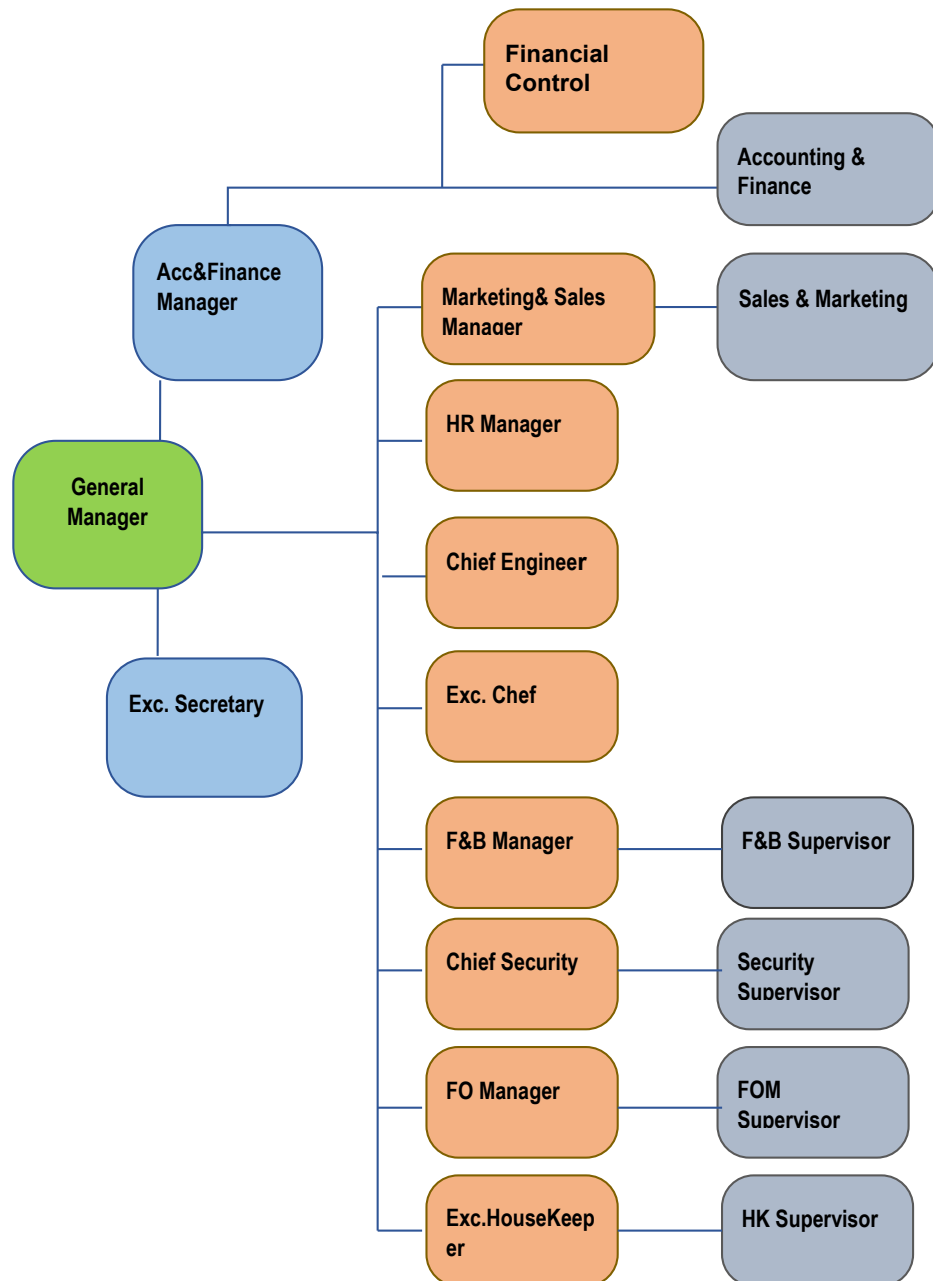 Financial
Control
Accounting &
Finance
Acc&Finance
Manager
Marketing& Sales
Manager
Sales & Marketing
HR Manager
General
Manager
Chief Engineer
Exc. Secretary
Exc. Chef
F&B Manager
F&B Supervisor
Chief Security
Security
Supervisor
FO Manager
FOM
Supervisor
Exc.HouseKeep
er
HK Supervisor